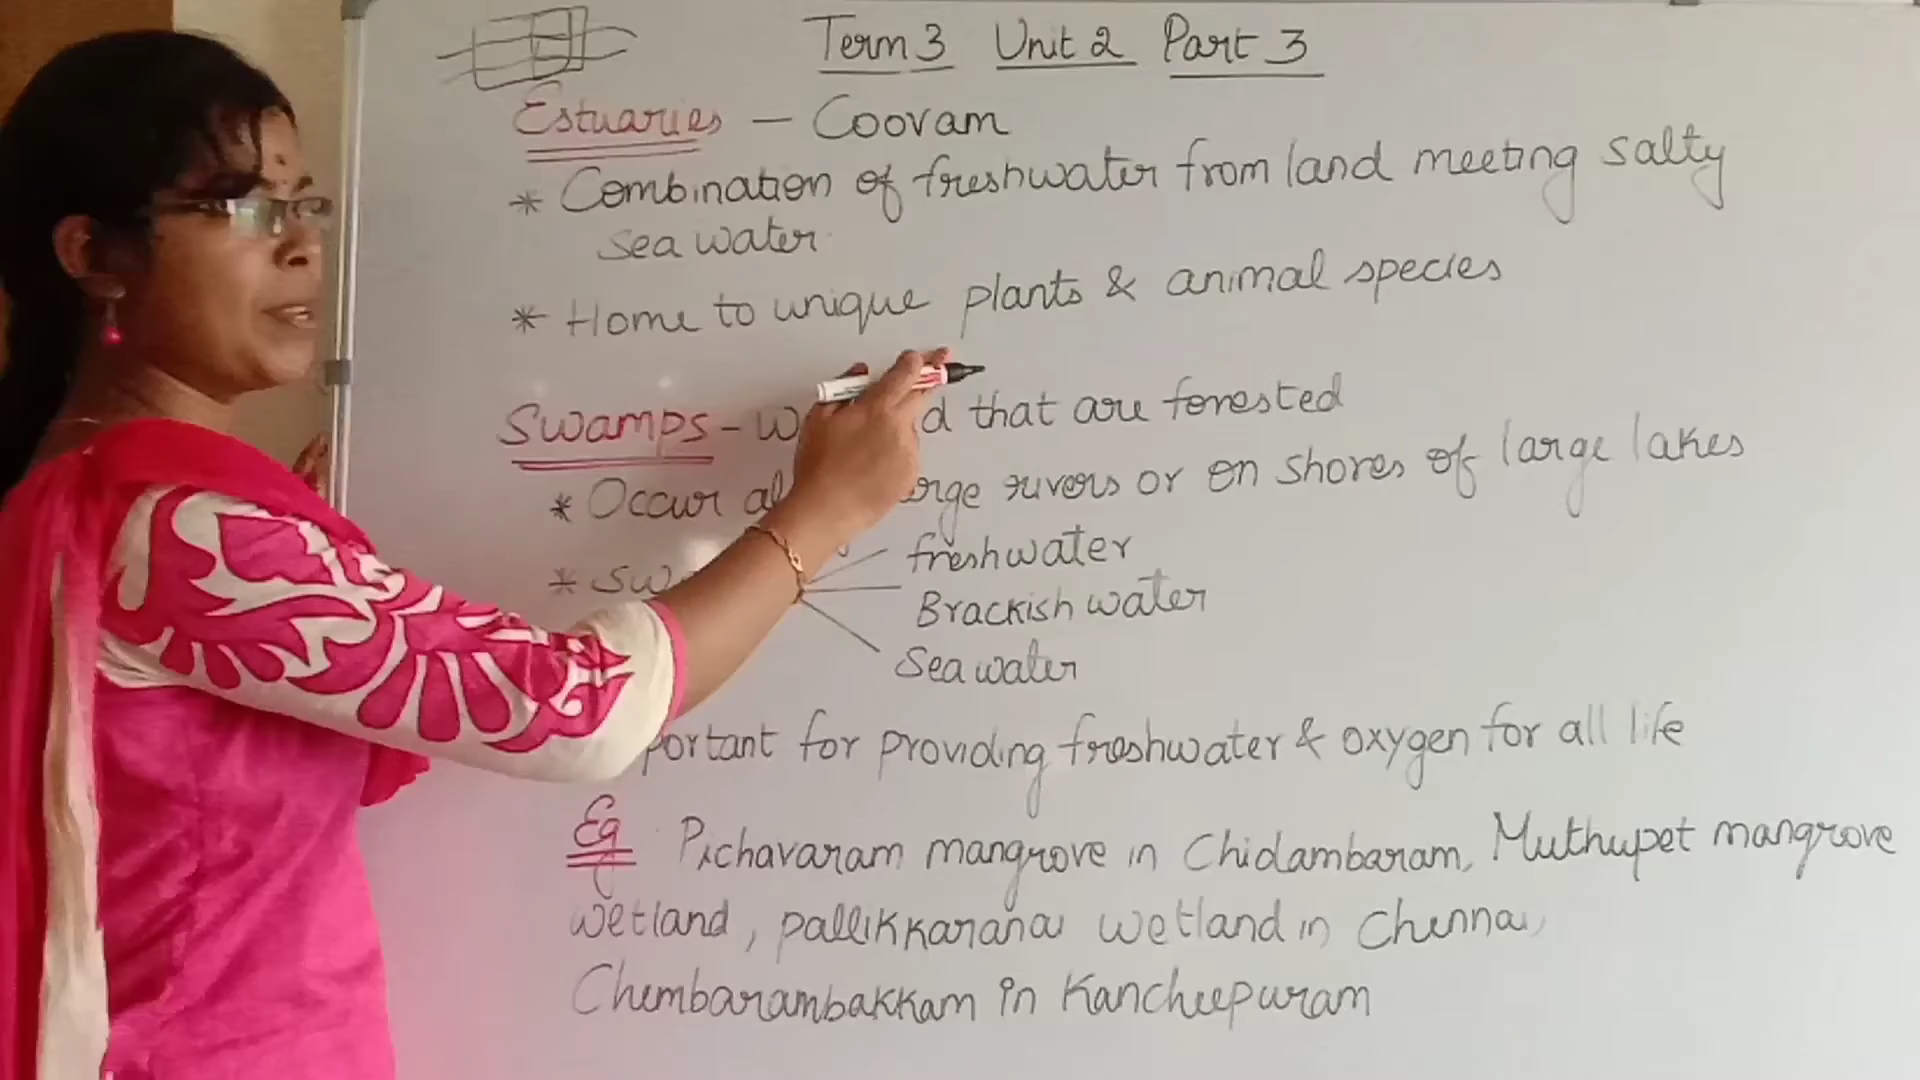 Term 3 Unit 2 Part 3
Estuaries - Coovam
* Combination of freshwater from land meeting salty
sea water.
* Home to unique plants & animal species
Swamps - that are forested
* Occur rivers or on shores of large lakes
*
freshwater
Brackish water
Sea water
for providing freshwater & oxygen for all life
Eg Pichavaram mangrove in Chidambaram, Muthupet mangrove
wetland, pallikkaranai wetland in Chennai,
Chembarambakkam in Kancheepuram